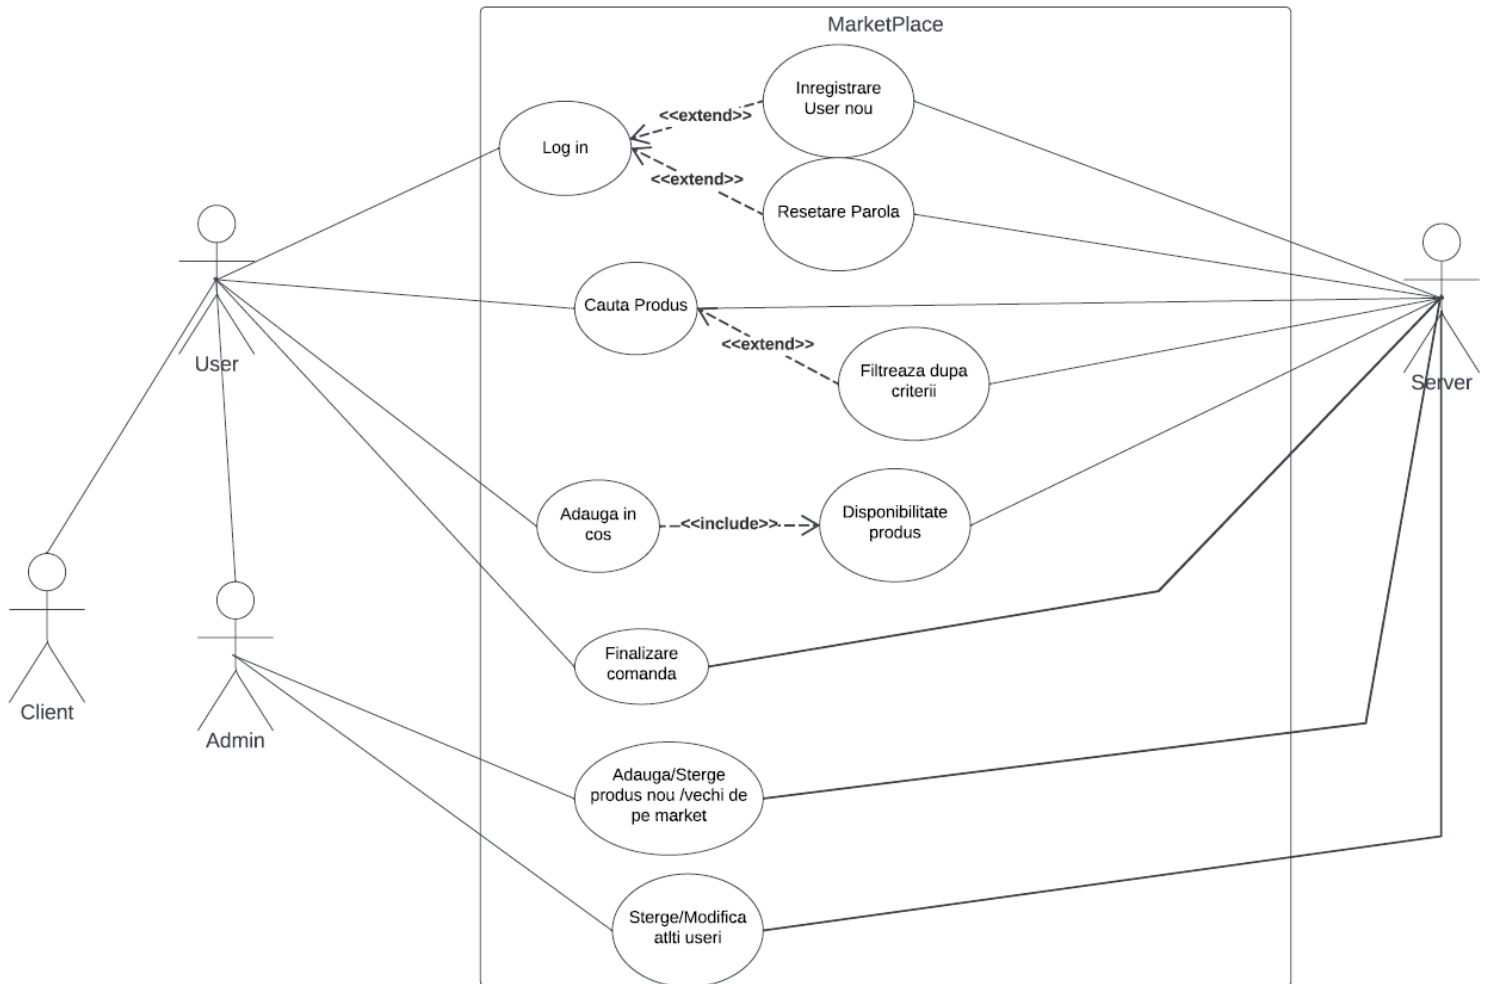 MarketPlace
Inregistrare
User nou
<<extend>>
Log in
<<extend>>
Resetare Parola
Cauta Produs
<<extend>>
User
Filtreaza dupa
criterii
Server
Adauga in
cos
<<include>>
Disponibilitate
produs
Finalizare
comanda
Client
Admin
Adauga/Sterge
produs nou /vechi de
pe market
Sterge/Modifica
atlti useri